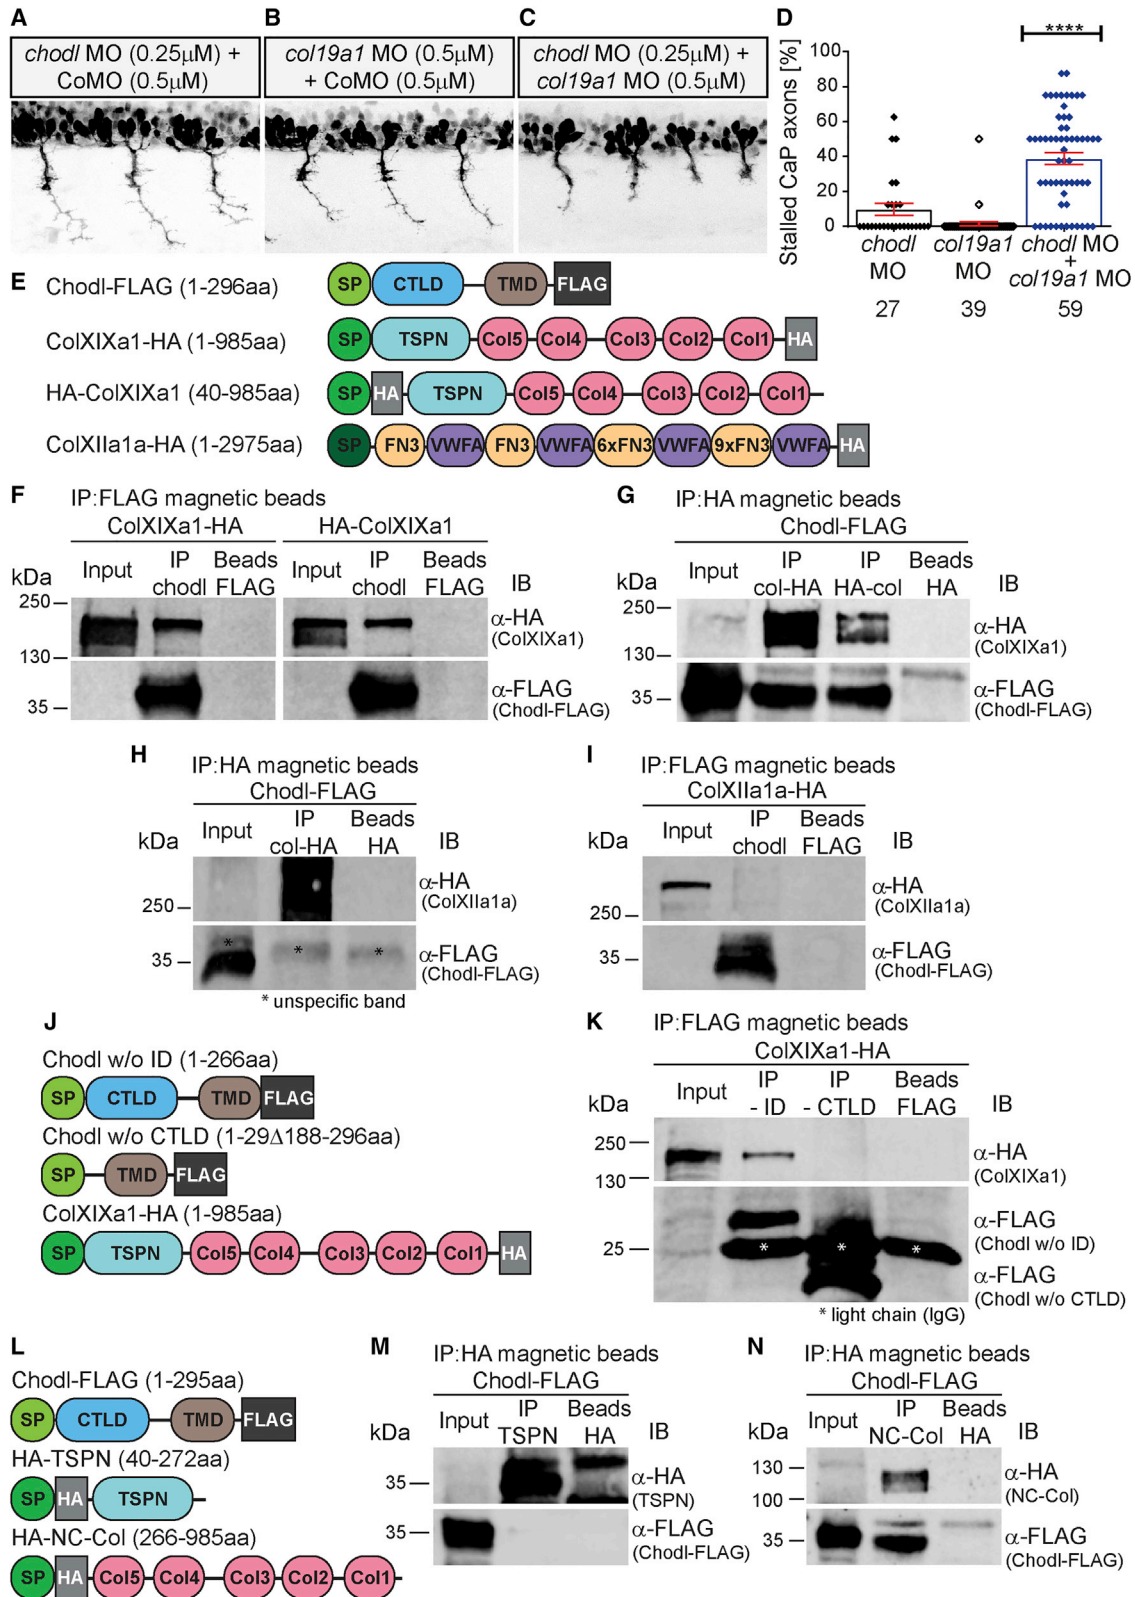 A
B
C
D
chodl MO (0.25µM) +
CoMO (0.5µM)
col19a1 MO (0.5µM)
+ CoMO (0.5µM)
chodl MO (0.25µM) +
col19a1 MO (0.5µM)
****
Stalled CaP axons [%]
100
80
60
40
20
0
chodl
MO
col19a1
MO
chodl MO
+
col19a1 MO
27
39
59
E
Chodl-FLAG (1-296aa)
SP CTLD TMD FLAG
ColXIXa1-HA (1-985aa)
SP TSPN Col5 Col4 Col3 Col2 Col1 HA
HA-ColXIXa1 (40-985aa)
SP HA TSPN Col5 Col4 Col3 Col2 Col1
ColXIIa1a-HA (1-2975aa)
SP FN3 VWFA FN3 VWFA 6xFN3 VWFA 9xFN3 VWFA HA
F
IP:FLAG magnetic beads
ColXIXa1-HA
HA-ColXIXa1
Input
IP
chodl
Beads
FLAG
Input
IP
chodl
Beads
FLAG
IB
kDa
250
130
35
α-HA
(ColXIXa1)
α-FLAG
(Chodl-FLAG)
G
IP:HA magnetic beads
Chodl-FLAG
Input
IP
col-HA
IP
HA-col
Beads
HA
IB
kDa
250
130
35
α-HA
(ColXIXa1)
α-FLAG
(Chodl-FLAG)
H
IP:HA magnetic beads
Chodl-FLAG
Input
IP
col-HA
Beads
HA
IB
kDa
250
35
α-HA
(ColXIIa1a)
α-FLAG
(Chodl-FLAG)
* * *
* unspecific band
I
IP:FLAG magnetic beads
ColXIIa1a-HA
Input
IP
chodl
Beads
FLAG
IB
kDa
250
35
α-HA
(ColXIIa1a)
α-FLAG
(Chodl-FLAG)
J
Chodl w/o ID (1-266aa)
SP CTLD TMD FLAG
Chodl w/o CTLD (1-29Δ188-296aa)
SP TMD FLAG
ColXIXa1-HA (1-985aa)
SP TSPN Col5 Col4 Col3 Col2 Col1 HA
K
IP:FLAG magnetic beads
ColXIXa1-HA
Input
IP
- ID
IP
- CTLD
Beads
FLAG
IB
kDa
250
130
25
α-HA
(ColXIXa1)
α-FLAG
(Chodl w/o ID)
α-FLAG
(Chodl w/o CTLD)
* * *
* light chain (IgG)
L
Chodl-FLAG (1-295aa)
SP CTLD TMD FLAG
HA-TSPN (40-272aa)
SP HA TSPN
HA-NC-Col (266-985aa)
SP HA Col5 Col4 Col3 Col2 Col1
M
IP:HA magnetic beads
Chodl-FLAG
Input
IP
TSPN
Beads
HA
IB
kDa
35
35
α-HA
(TSPN)
α-FLAG
(Chodl-FLAG)
N
IP:HA magnetic beads
Chodl-FLAG
Input
IP
NC-Col
Beads
HA
IB
kDa
130
100
35
α-HA
(NC-Col)
α-FLAG
(Chodl-FLAG)